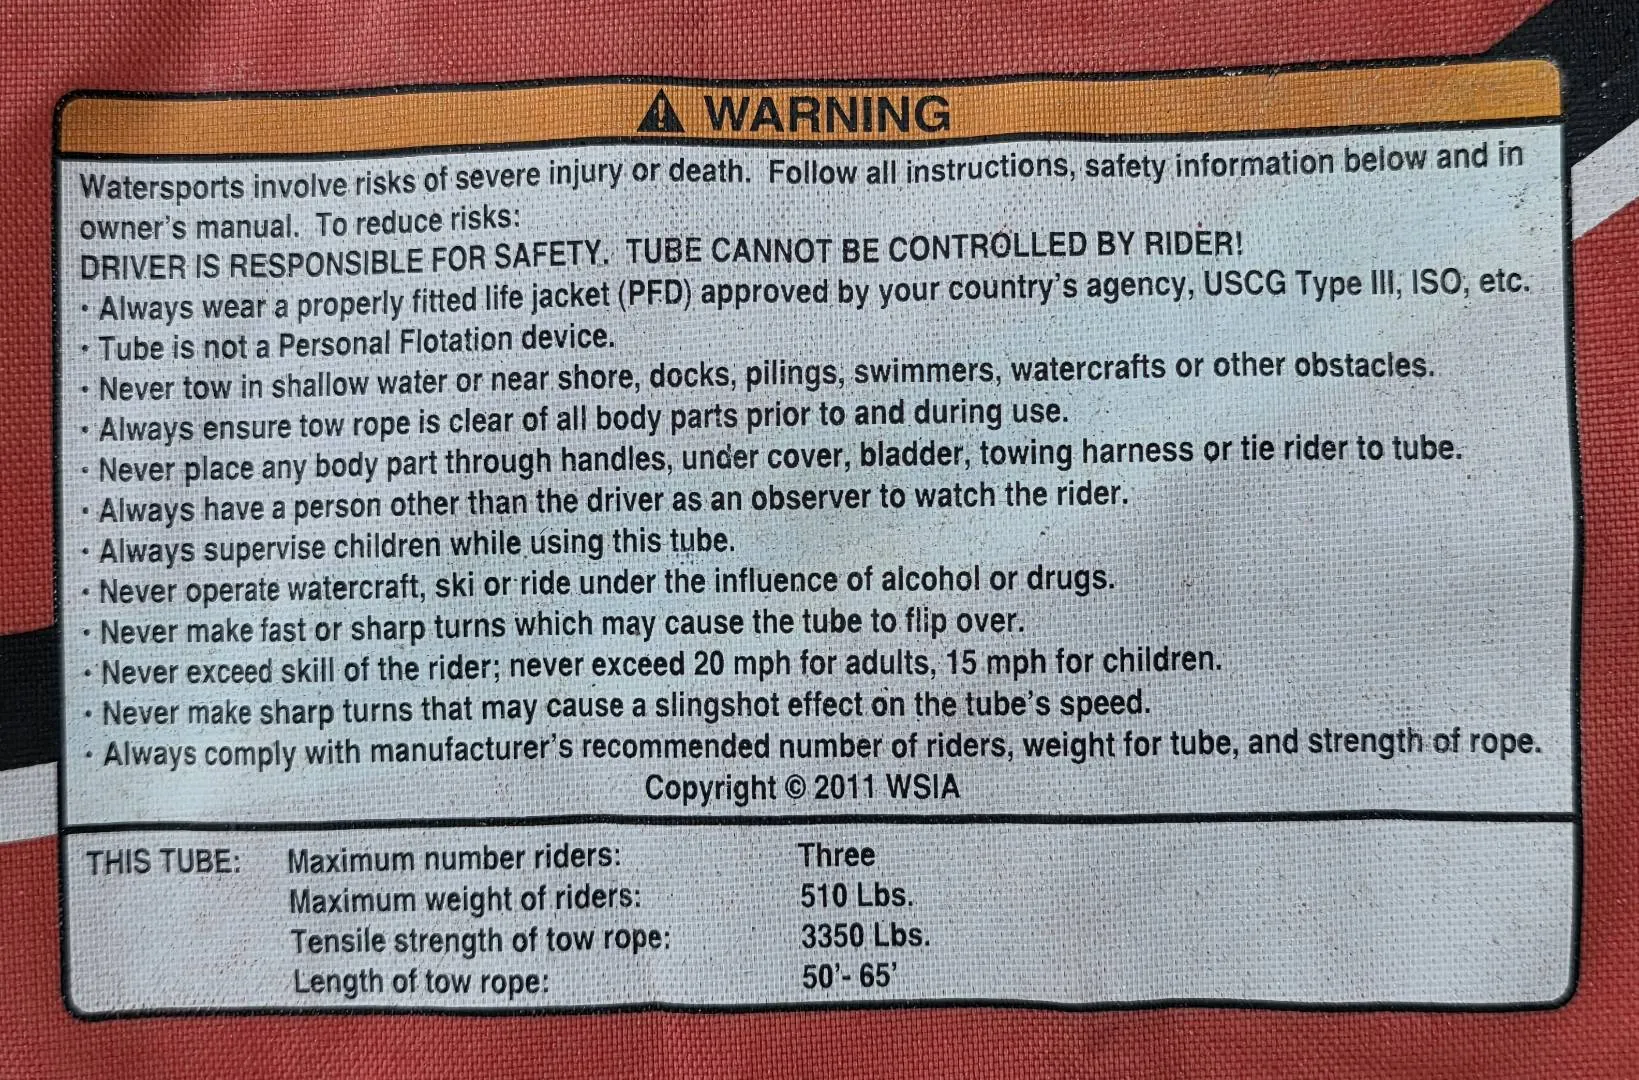 WARNING
Watersports involve risks of severe injury or death. Follow all instructions, safety information below and in
owner's manual. To reduce risks:
DRIVER IS RESPONSIBLE FOR SAFETY. TUBE CANNOT BE CONTROLLED BY RIDER!
· Always wear a properly fitted life jacket (PFD) approved by your country's agency, USCG Type III, ISO, etc.
· Tube is not a Personal Flotation device.
· Never tow in shallow water or near shore, docks, pilings, swimmers, watercrafts or other obstacles.
· Always ensure tow rope is clear of all body parts prior to and during use.
· Never place any body part through handles, under cover, bladder, towing harness or tie rider to tube.
· Always have a person other than the driver as an observer to watch the rider.
· Always supervise children while using this tube.
· Never operate watercraft, ski or ride under the influence of alcohol or drugs.
· Never make fast or sharp turns which may cause the tube to flip over.
· Never exceed skill of the rider; never exceed 20 mph for adults, 15 mph for children.
· Never make sharp turns that may cause a slingshot effect on the tube's speed.
· Always comply with manufacturer's recommended number of riders, weight for tube, and strength of rope.
Copyright © 2011 WSIA
THIS TUBE: Maximum number riders: Three
Maximum weight of riders: 510 Lbs.
Tensile strength of tow rope: 3350 Lbs.
Length of tow rope: 50'- 65'